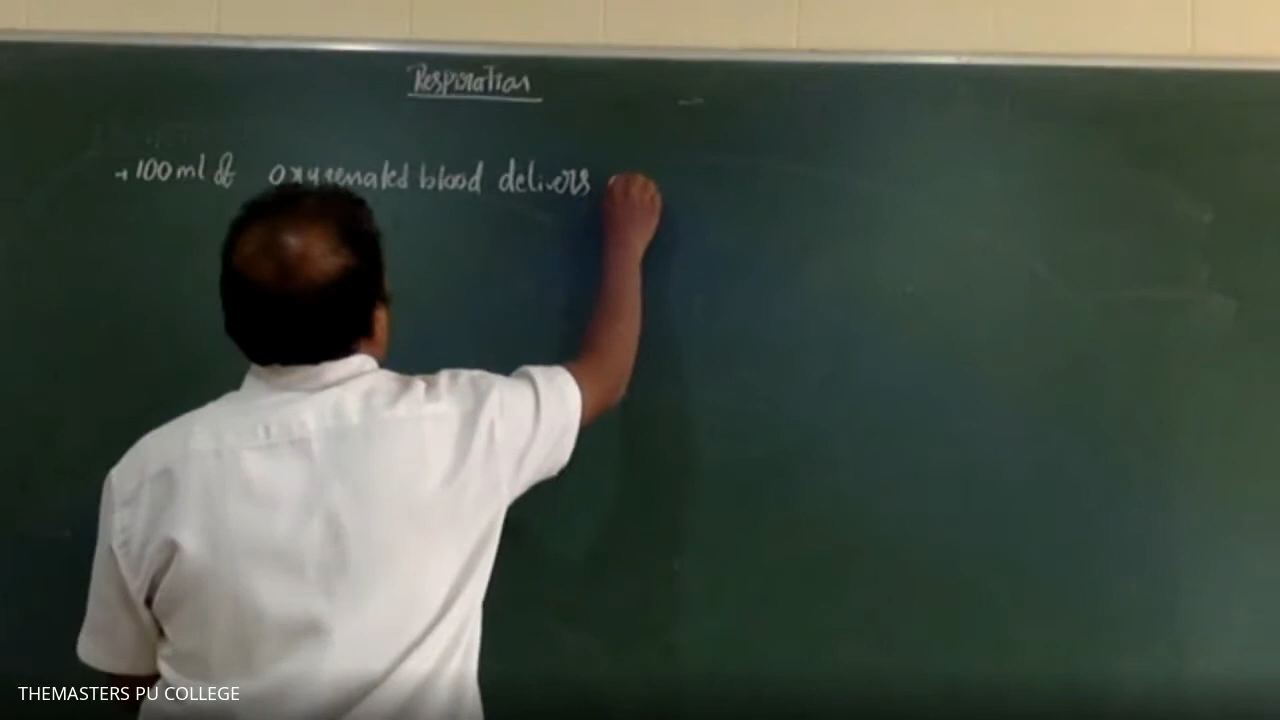 Respiration
→ 100 ml of oxygenated blood delivers
THEMASTERS PU COLLEGE